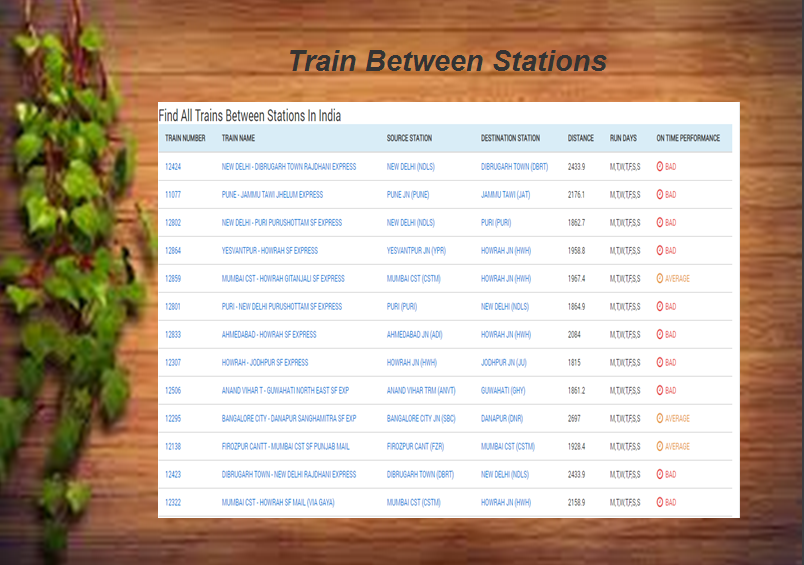 Train Between Stations
Find All Trains Between Stations In India
TRAIN NUMBER TRAIN NAME SOURCE STATION DESTINATION STATION DISTANCE RUN DAYS ON TIME PERFORMANCE
12424 NEW DELHI - DIBRUGARH TOWN RAJDHANI EXPRESS NEW DELHI (NDLS) DIBRUGARH TOWN (DBRT) 2433.9 M,T,W,T,F,S,S BAD
11077 PUNE - JAMMU TAWI JHELUM EXPRESS PUNE JN (PUNE) JAMMU TAWI (JAT) 2176.1 M,T,W,T,F,S,S BAD
12802 NEW DELHI - PURI PURUSHOTTAM SF EXPRESS NEW DELHI (NDLS) PURI (PURI) 1862.7 M,T,W,T,F,S,S BAD
12864 YESVANTPUR - HOWRAH SF EXPRESS YESVANTPUR JN (YPR) HOWRAH JN (HWH) 1958.8 M,T,W,T,F,S,S BAD
12859 MUMBAI CST - HOWRAH GITANJALI SF EXPRESS MUMBAI CST (CSTM) HOWRAH JN (HWH) 1967.4 M,T,W,T,F,S,S AVERAGE
12801 PURI - NEW DELHI PURUSHOTTAM SF EXPRESS PURI (PURI) NEW DELHI (NDLS) 1864.9 M,T,W,T,F,S,S BAD
12833 AHMEDABAD - HOWRAH SF EXPRESS AHMEDABAD JN (ADI) HOWRAH JN (HWH) 2084 M,T,W,T,F,S,S BAD
12307 HOWRAH - JODHPUR SF EXPRESS HOWRAH JN (HWH) JODHPUR JN (JU) 1815 M,T,W,T,F,S,S BAD
12506 ANAND VIHAR T - GUWAHATI NORTH EAST SF EXP ANAND VIHAR TRM (ANVT) GUWAHATI (GHY) 1861.2 M,T,W,T,F,S,S BAD
12295 BANGALORE CITY - DANAPUR SANGHAMITRA SF EXP BANGALORE CITY JN (SBC) DANAPUR (DNR) 2697 M,T,W,T,F,S,S AVERAGE
12138 FIROZPUR CANTT - MUMBAI CST SF PUNJAB MAIL FIROZPUR CANT (FZR) MUMBAI CST (CSTM) 1928.4 M,T,W,T,F,S,S AVERAGE
12423 DIBRUGARH TOWN - NEW DELHI RAJDHANI EXPRESS DIBRUGARH TOWN (DBRT) NEW DELHI (NDLS) 2433.9 M,T,W,T,F,S,S BAD
12322 MUMBAI CST - HOWRAH SF MAIL (VIA GAYA) MUMBAI CST (CSTM) HOWRAH JN (HWH) 2158.9 M,T,W,T,F,S,S BAD